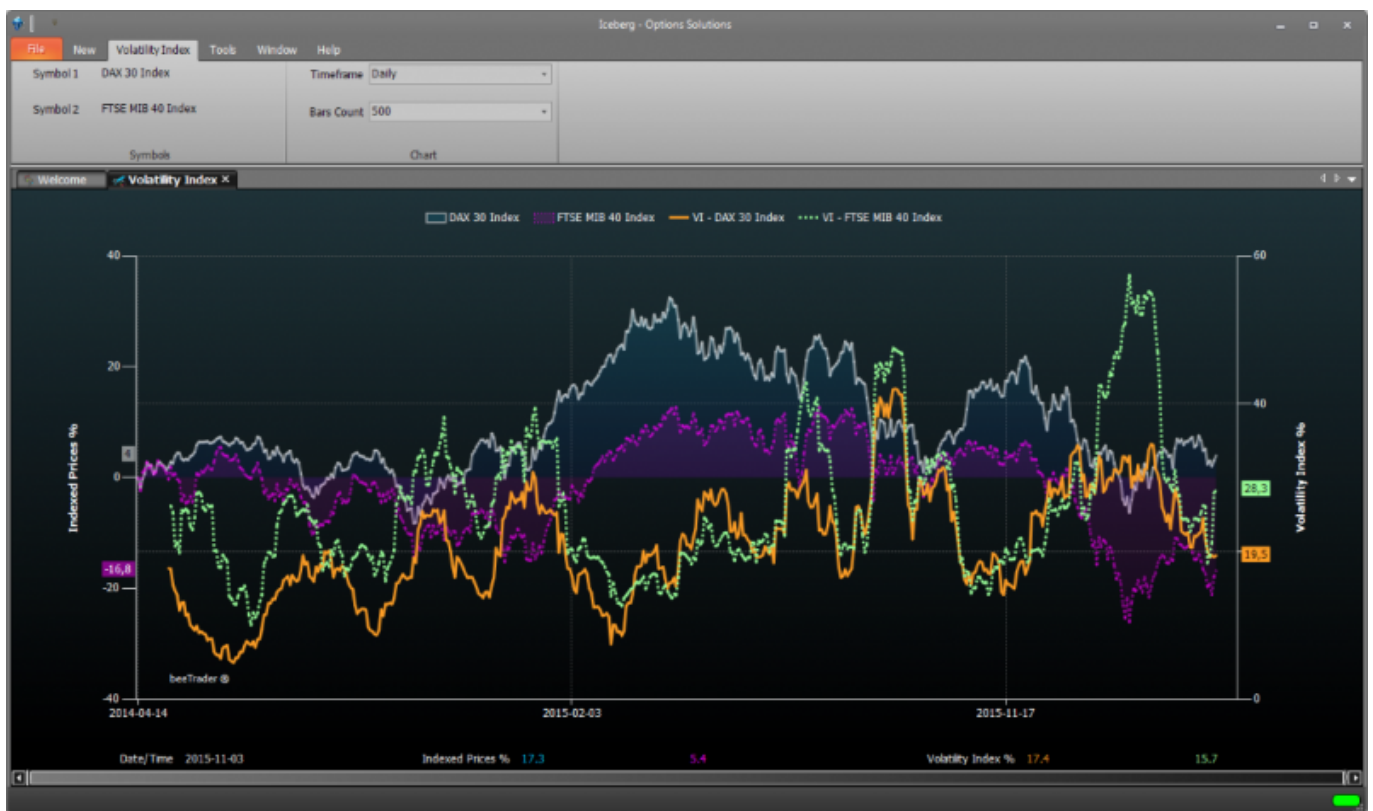 Iceberg - Options Solutions
File New Volatility Index Tools Window Help
Symbol 1 DAX 30 Index Timeframe Daily
Symbol 2 FTSE MIB 40 Index Bars Count 500
Symbols Chart
Welcome Volatility Index ×
DAX 30 Index FTSE MIB 40 Index VI - DAX 30 Index VI - FTSE MIB 40 Index
40 60
20
40
Indexed Prices %
4
0
Volatility Index %
28,3
19,5
-16,8
-20
beeTrader ®
-40 0
2014-04-14 2015-02-03 2015-11-17
Date/Time 2015-11-03 Indexed Prices % 17.3 5.4 Volatility Index % 17.4 15.7